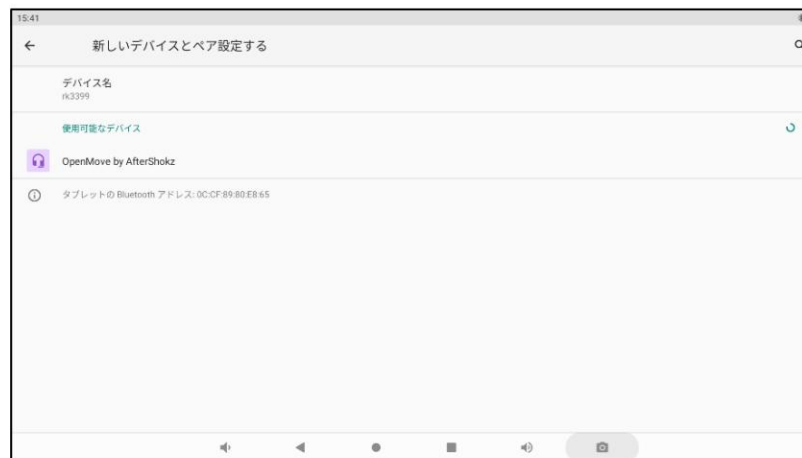 15:41
新しいデバイスとペア設定する
デバイス名
rk3399
使用可能なデバイス
OpenMove by AfterShokz
タブレットの Bluetooth アドレス: 0C:CF:89:80:E8:65